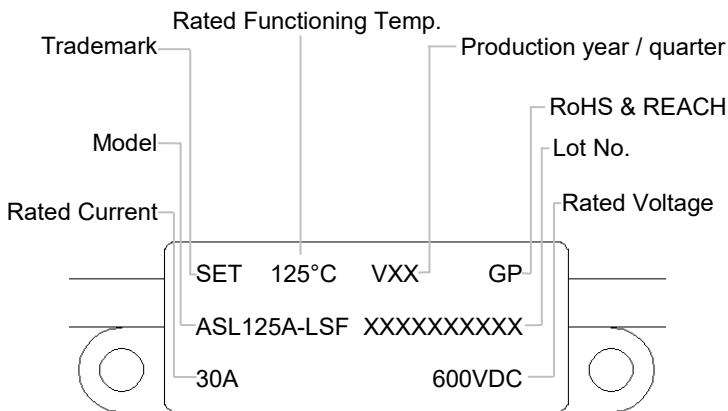 Rated Functioning Temp.
Trademark
Production year / quarter
RoHS & REACH
Model
Lot No.
Rated Current
Rated Voltage
SET 125°C VXX GP
ASL125A-LSF XXXXXXXXXX
30A 600VDC